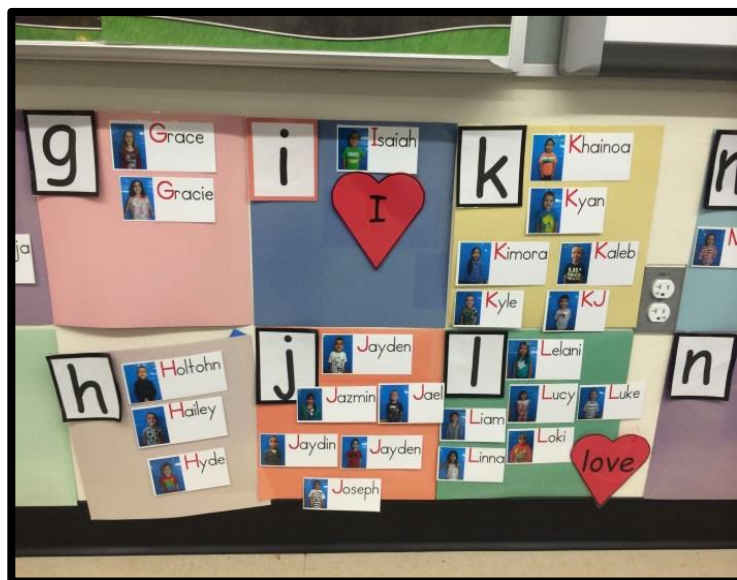 g
Grace
Gracie
i
Isaiah
I
k
Khainoa
Kyan
Kimora
Kaleb
Kyle
KJ
ja
h
Holtohn
Hailey
Hyde
j
Jayden
Jazmin
Jael
Jaydin
Jayden
Joseph
l
Lelani
Lucy
Luke
Liam
Loki
Linna
love
n